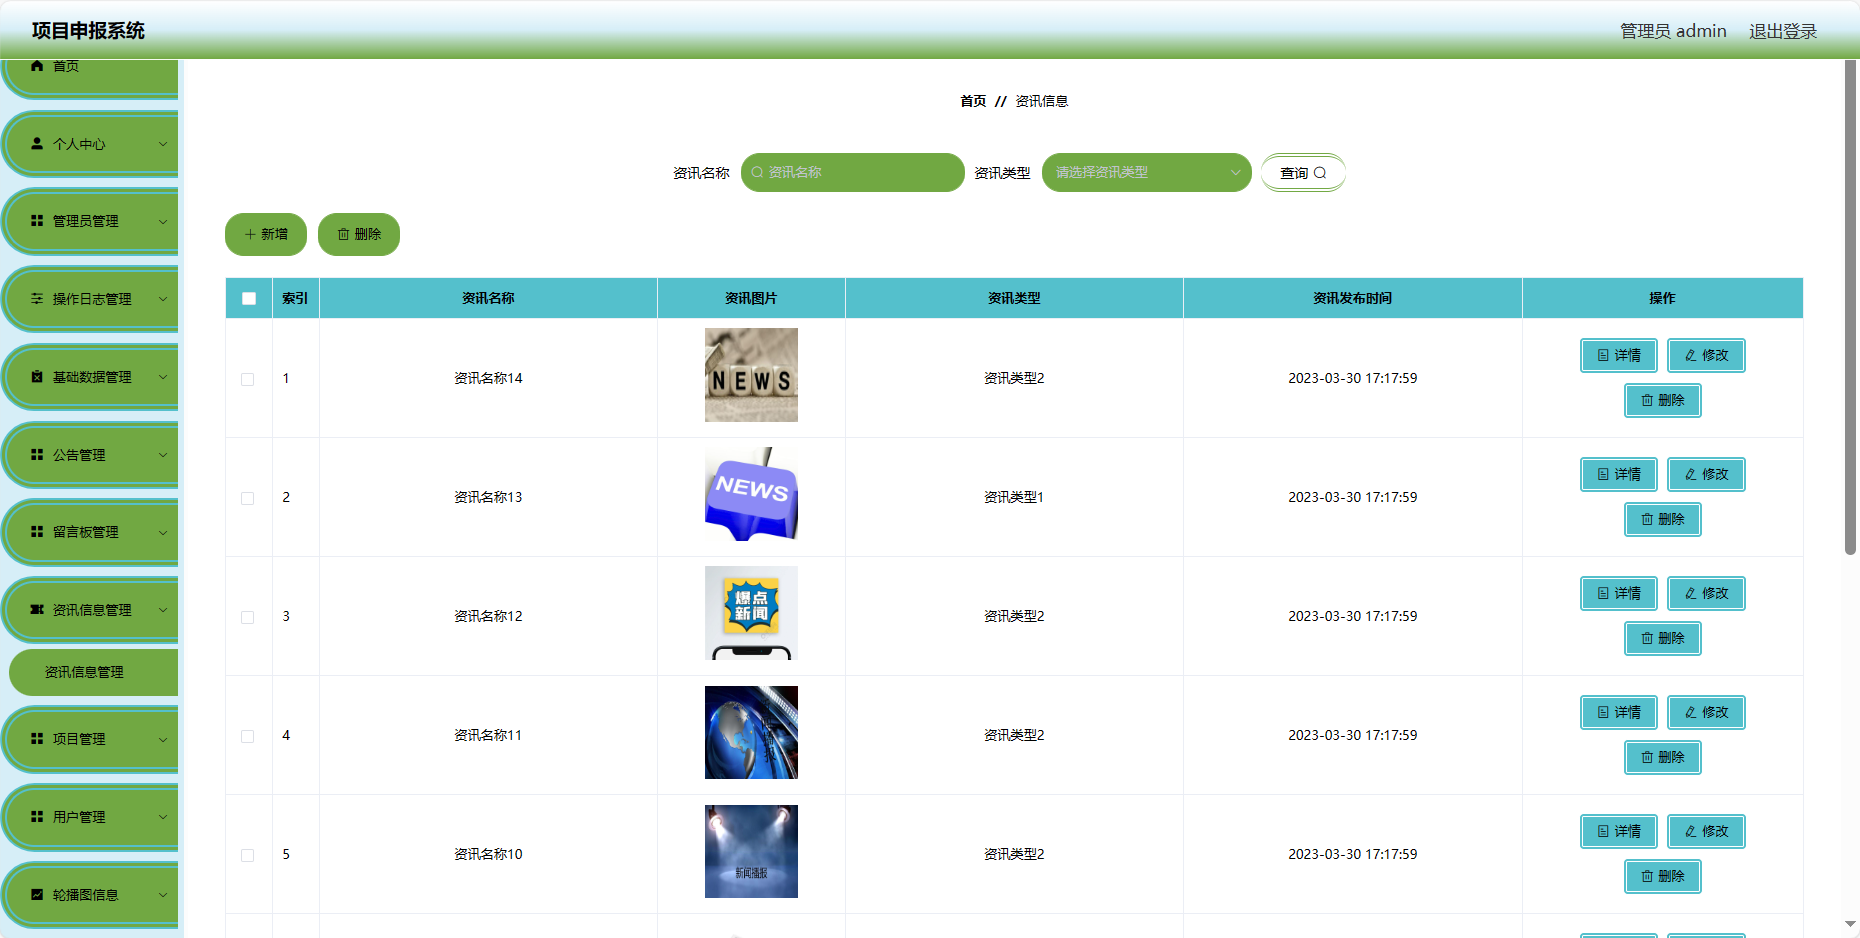 项目申报系统
管理员 admin 退出登录
首页
个人中心
管理员管理
操作日志管理
基础数据管理
公告管理
留言板管理
资讯信息管理
资讯信息管理
项目管理
用户管理
轮播图信息
首页 // 资讯信息
资讯名称 资讯名称 资讯类型 请选择资讯类型 查询
新增 删除
索引 资讯名称 资讯图片 资讯类型 资讯发布时间 操作
1 资讯名称14 NEWS 资讯类型2 2023-03-30 17:17:59 详情 修改
删除
2 资讯名称13 NEWS 资讯类型1 2023-03-30 17:17:59 详情 修改
删除
3 资讯名称12 爆点 新闻 资讯类型2 2023-03-30 17:17:59 详情 修改
删除
4 资讯名称11 资讯类型2 2023-03-30 17:17:59 详情 修改
删除
5 资讯名称10 新闻播报 资讯类型2 2023-03-30 17:17:59 详情 修改
删除